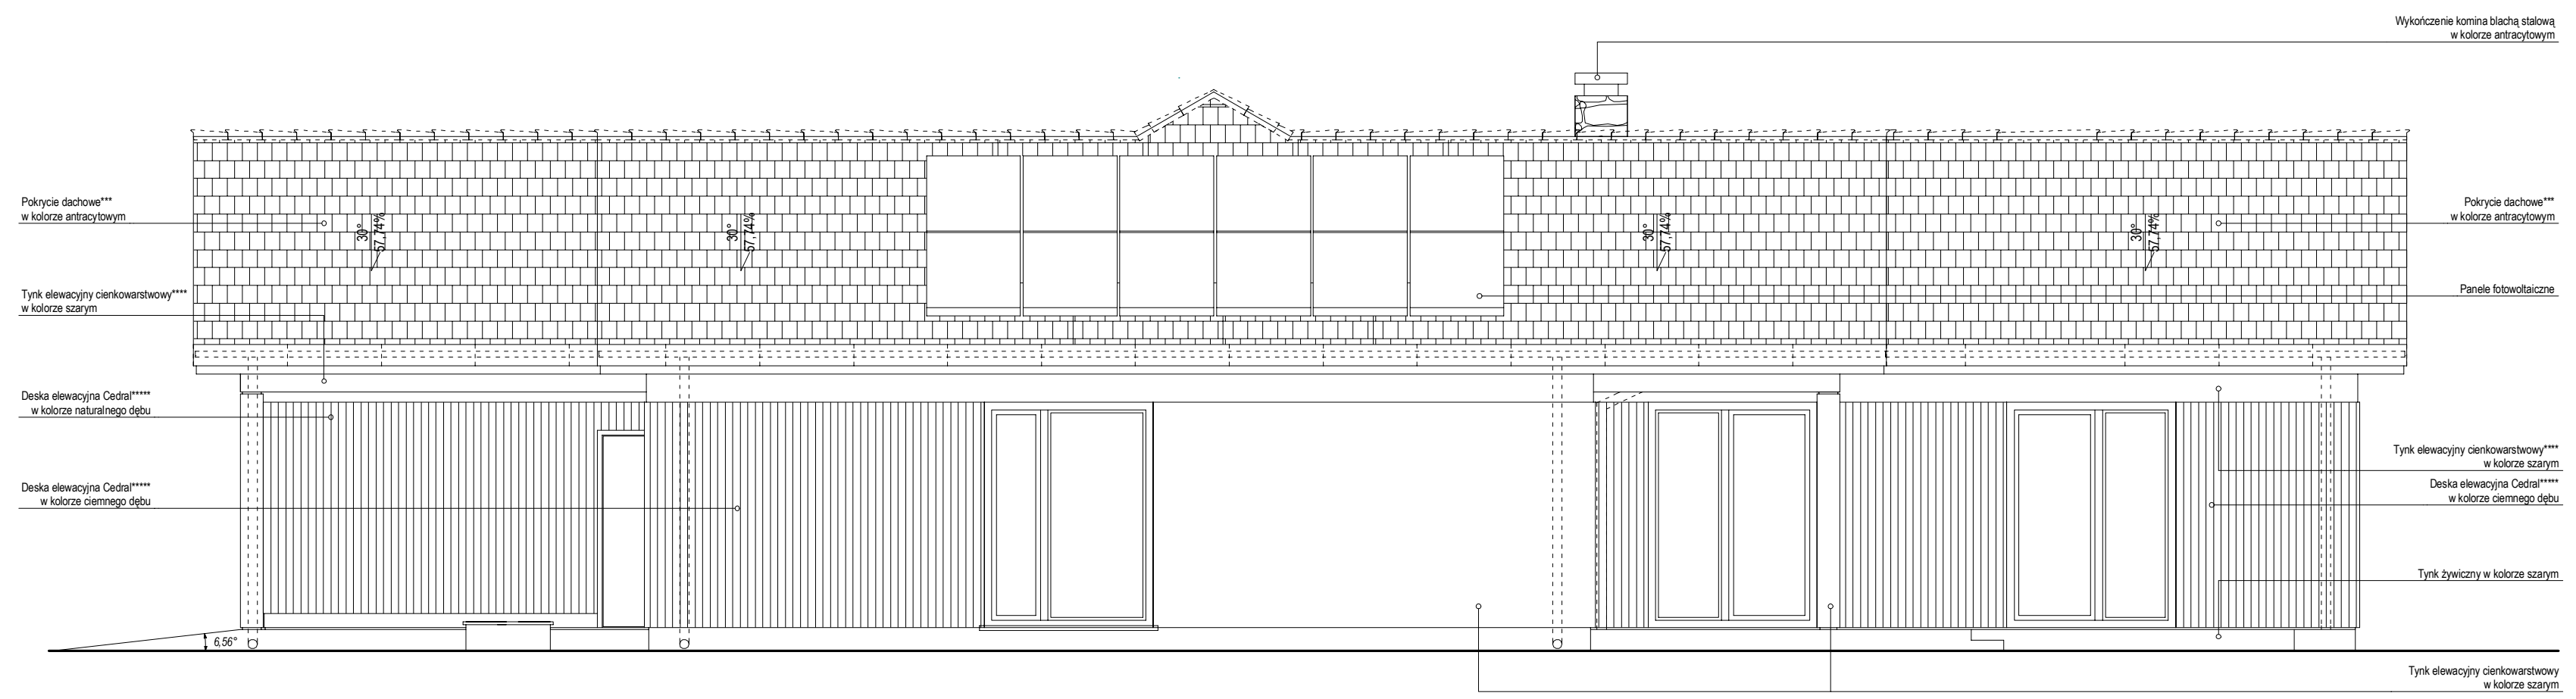 Wykończenie komina blachą stalową
w kolorze antracytowym
Pokrycie dachowe***
w kolorze antracytowym
30°
57,74%
30°
57,74%
30°
57,74%
30°
57,74%
Pokrycie dachowe***
w kolorze antracytowym
Tynk elewacyjny cienkowarstwowy****
w kolorze szarym
Panele fotowoltaiczne
Deska elewacyjna Cedral*****
w kolorze naturalnego dębu
Tynk elewacyjny cienkowarstwowy****
w kolorze szarym
Deska elewacyjna Cedral*****
w kolorze ciemnego dębu
Deska elewacyjna Cedral*****
w kolorze ciemnego dębu
Tynk żywiczny w kolorze szarym
6,56°
Tynk elewacyjny cienkowarstwowy
w kolorze szarym